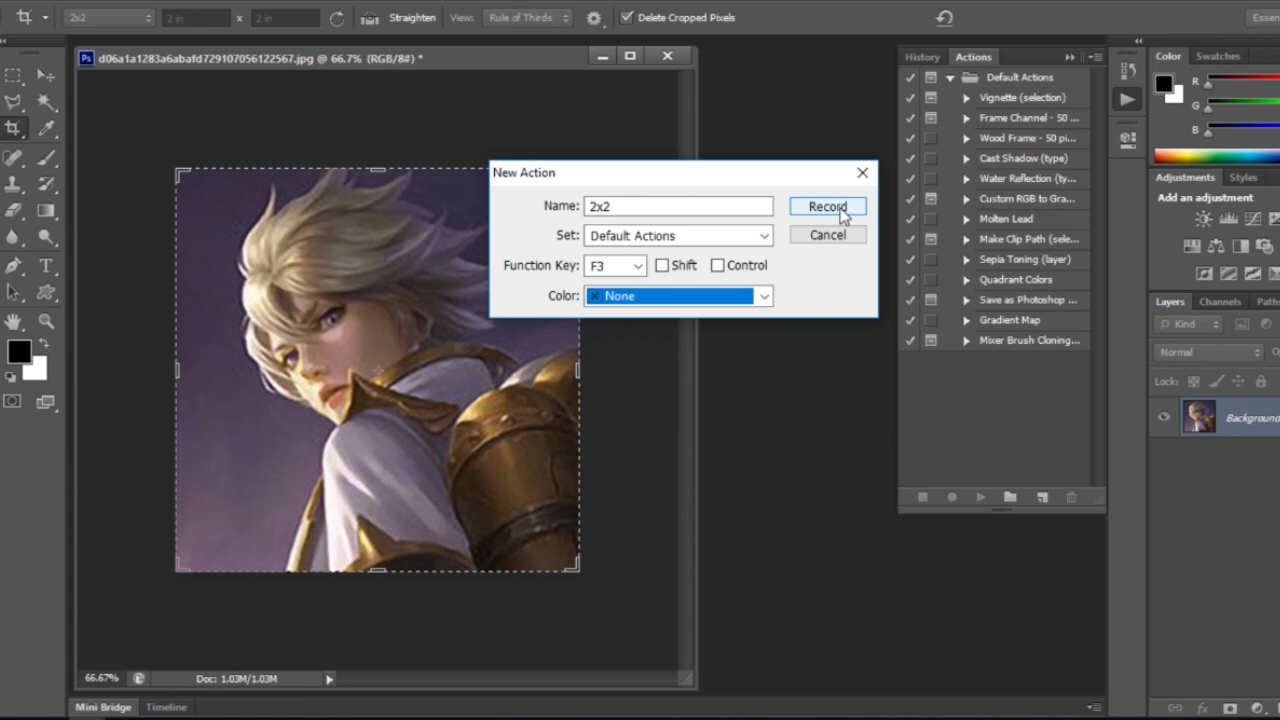 2x2 2 in x 2 in Straighten View: Rule of Thirds Delete Cropped Pixels
Ps d06a1a1283a6abafd729107056122567.jpg @ 66.7% (RGB/8#) *
New Action
Name: 2x2 Record
Set: Default Actions Cancel
Function Key: F3 Shift Control
Color: None
66.67% Doc: 1.03M/1.03M
Mini Bridge Timeline
History Actions
Default Actions
Vignette (selection)
Frame Channel - 50 ...
Wood Frame - 50 pi...
Cast Shadow (type)
Water Reflection (ty...
Custom RGB to Gra...
Molten Lead
Make Clip Path (sele...
Sepia Toning (layer)
Quadrant Colors
Save as Photoshop ...
Gradient Map
Mixer Brush Cloning...
Color Swatches
R
G
B
Adjustments Styles
Add an adjustment
Layers Channels
Kind
Normal
Lock:
Background